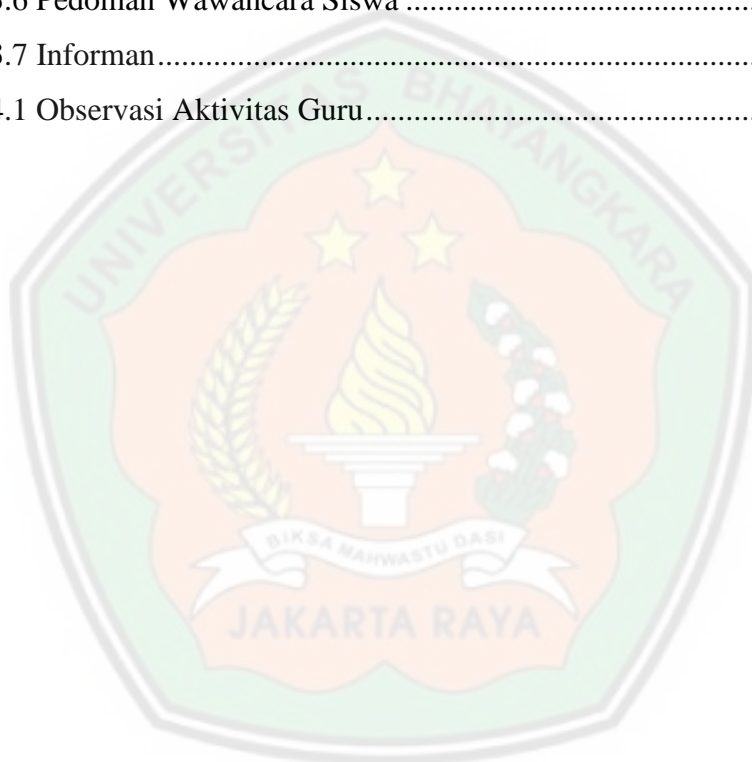 .6 Pedoman Wawancara Siswa ....................................
3.7 Informan..........................................................................
4.1 Observasi Aktivitas Guru...............................................
UNIVERSITAS BHAYANGKARA
BIKSA MAHWASTU DASI
JAKARTA RAYA